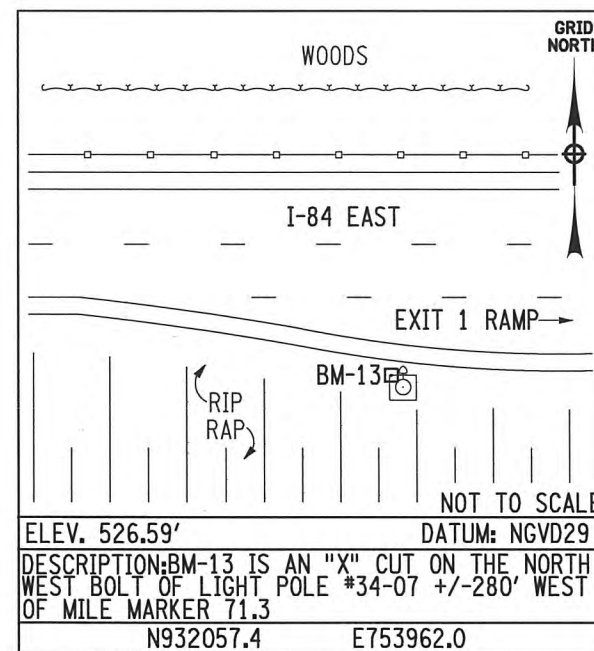 GRID
NORTH
WOODS
I-84 EAST
EXIT 1 RAMP
BM-13
RIP
RAP
NOT TO SCALE
ELEV. 526.59' DATUM: NGVD29
DESCRIPTION:BM-13 IS AN "X" CUT ON THE NORTH
WEST BOLT OF LIGHT POLE #34-07 +/-280' WEST
OF MILE MARKER 71.3
N932057.4 E753962.0